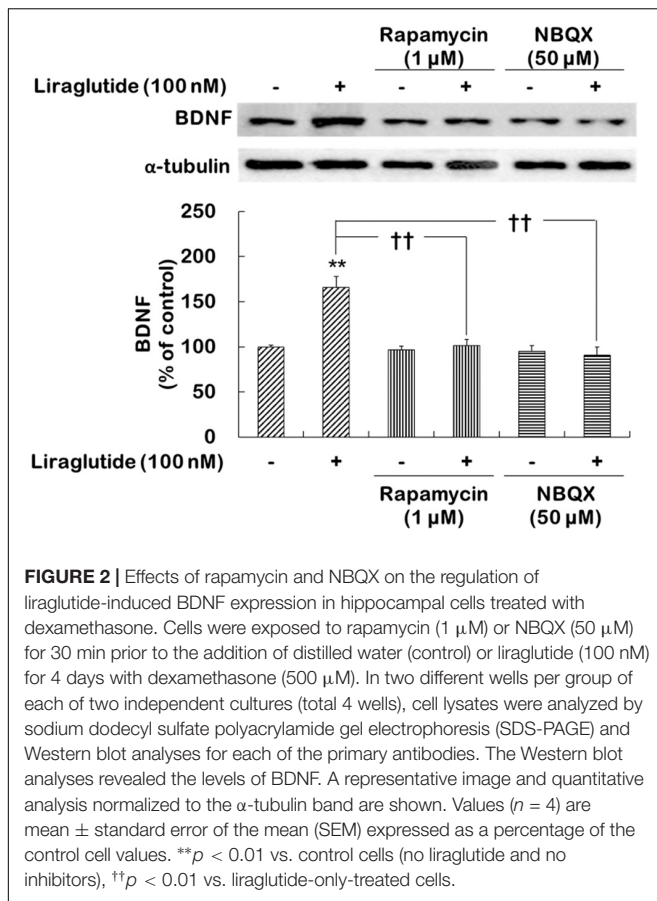 Rapamycin NBQX
(1 µM) (50 µM)
Liraglutide (100 nM) - + - + - +
BDNF
α-tubulin
250
200
150
100
50
0
BDNF
(% of control)
**
††
††
Liraglutide (100 nM) - + - + - +
Rapamycin NBQX
(1 µM) (50 µM)
FIGURE 2 | Effects of rapamycin and NBQX on the regulation of
liraglutide-induced BDNF expression in hippocampal cells treated with
dexamethasone. Cells were exposed to rapamycin (1 µM) or NBQX (50 µM)
for 30 min prior to the addition of distilled water (control) or liraglutide (100 nM)
for 4 days with dexamethasone (500 µM). In two different wells per group of
each of two independent cultures (total 4 wells), cell lysates were analyzed by
sodium dodecyl sulfate polyacrylamide gel electrophoresis (SDS-PAGE) and
Western blot analyses for each of the primary antibodies. The Western blot
analyses revealed the levels of BDNF. A representative image and quantitative
analysis normalized to the α-tubulin band are shown. Values (n = 4) are
mean ± standard error of the mean (SEM) expressed as a percentage of the
control cell values. **p < 0.01 vs. control cells (no liraglutide and no
inhibitors), ††p < 0.01 vs. liraglutide-only-treated cells.